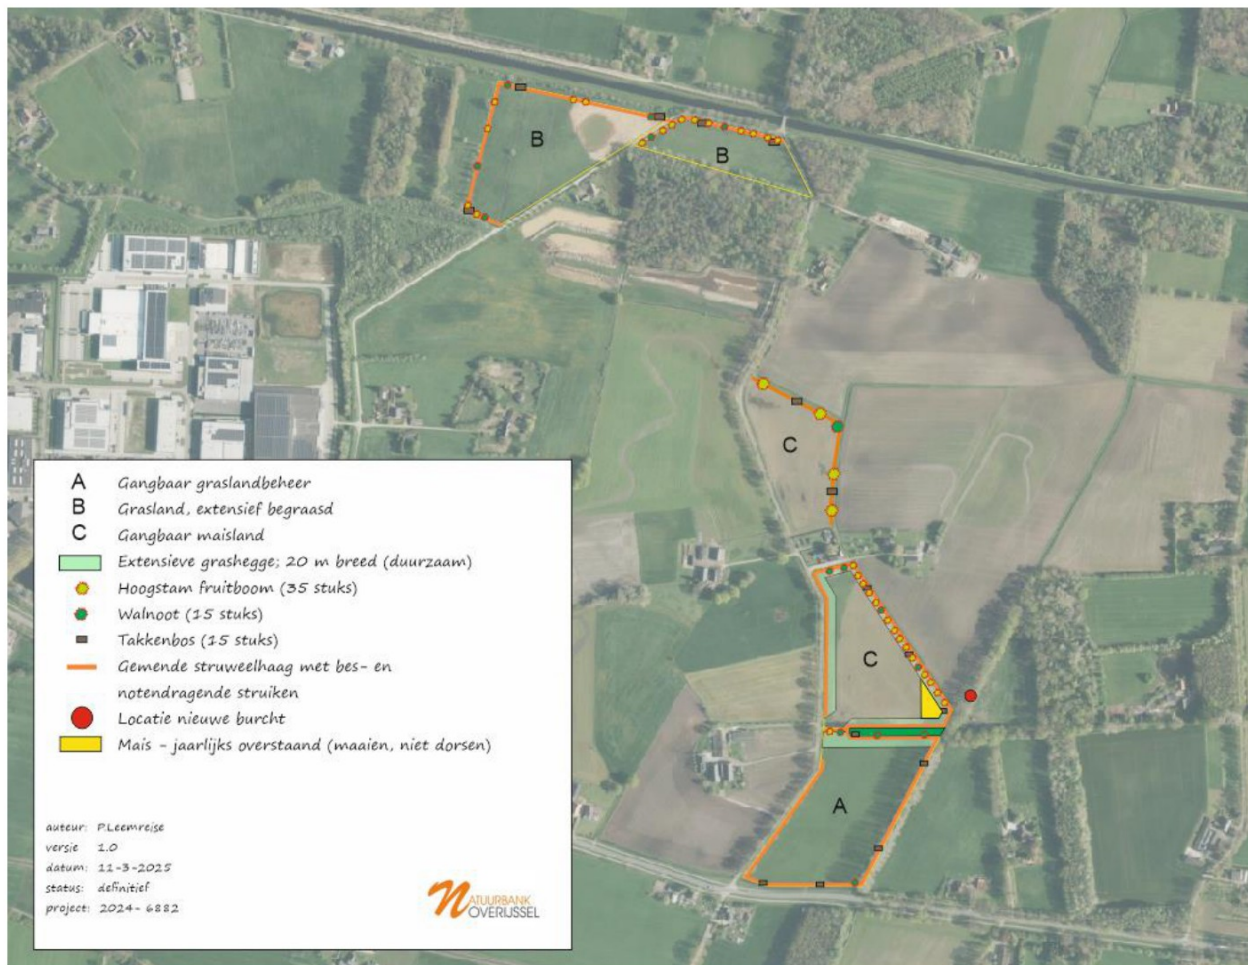 B
B
C
C
A
A Gangbaar graslandbeheer
B Grasland, extensief begraasd
C Gangbaar maisland
Extensieve grashegge; 20 m breed (duurzaam)
Hoogstam fruitboom (35 stuks)
Walnoot (15 stuks)
Takkenbos (15 stuks)
Gemende struweelhaag met bes- en
notendragende struiken
Locatie nieuwe burcht
Mais - jaarlijks overstaand (maaien, niet dorsen)
auteur: P.Leemreise
versie 1.0
datum: 11-3-2025
status: definitief
project: 2024- 6882
NATUURBANK
OVERIJSSEL